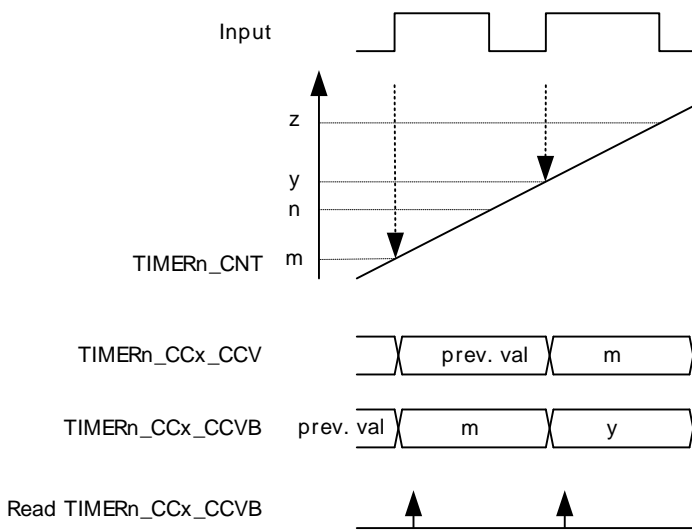 Input
z
y
n
m
TIMERn_CNT
TIMERn_CCx_CCV
prev. val
m
TIMERn_CCx_CCVB
prev. val
m
y
Read TIMERn_CCx_CCVB